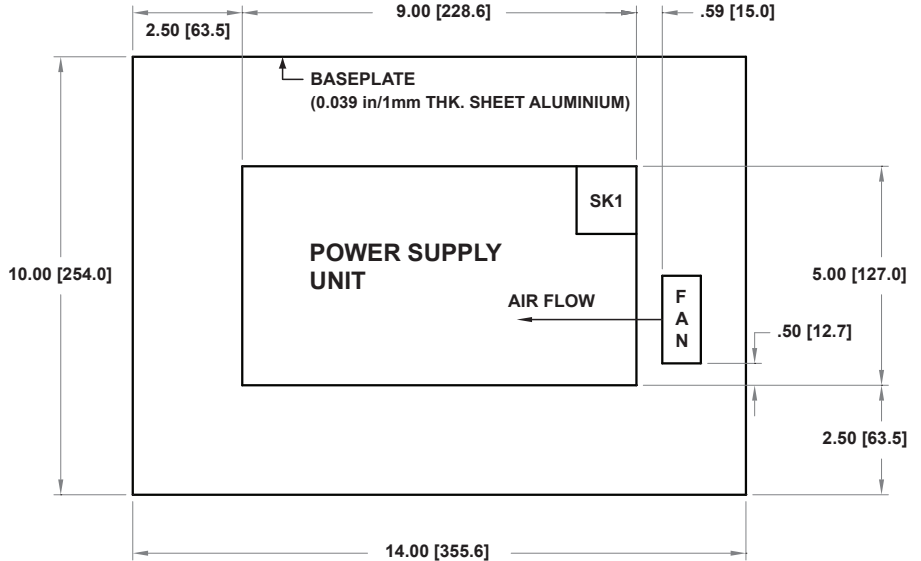 9.00 [228.6]
.59 [15.0]
2.50 [63.5]
BASEPLATE
(0.039 in/1mm THK. SHEET ALUMINIUM)
SK1
POWER SUPPLY
UNIT
10.00 [254.0]
5.00 [127.0]
AIR FLOW
F
A
N
.50 [12.7]
2.50 [63.5]
14.00 [355.6]